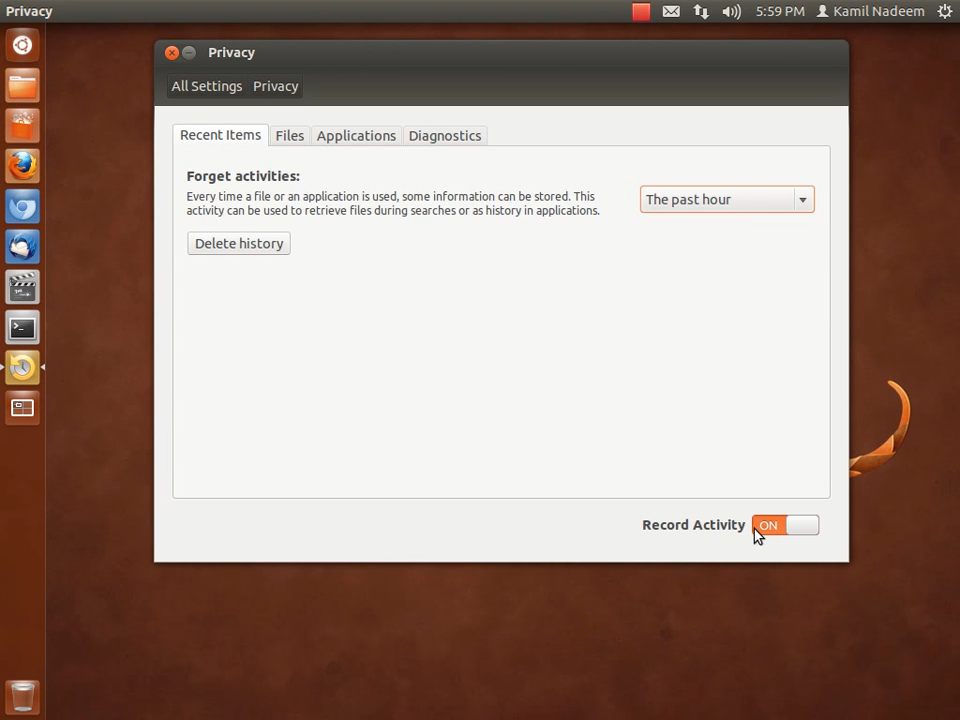 Privacy
5:59 PM
Kamil Nadeem
Privacy
All Settings
Privacy
Recent Items
Files
Applications
Diagnostics
Forget activities:
Every time a file or an application is used, some information can be stored. This
activity can be used to retrieve files during searches or as history in applications.
The past hour
Delete history
Record Activity
ON